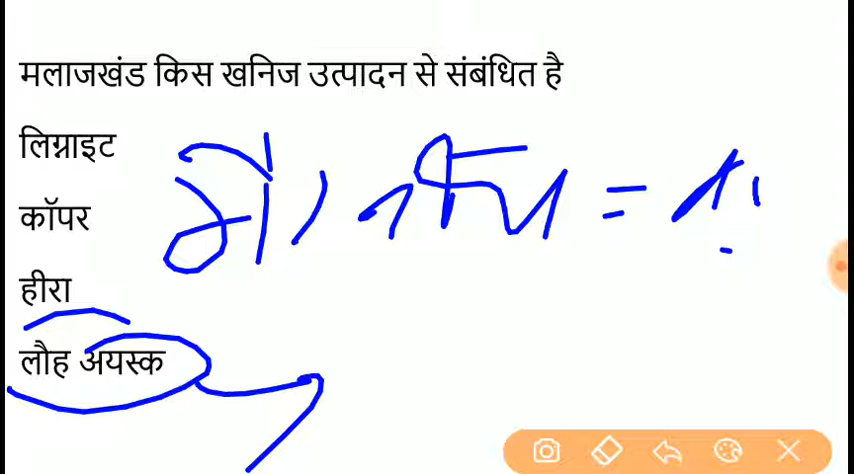 मलाजखंड किस खनिज उत्पादन से संबंधित है
लिग्नाइट
कॉपर
हीरा
लौह अयस्क